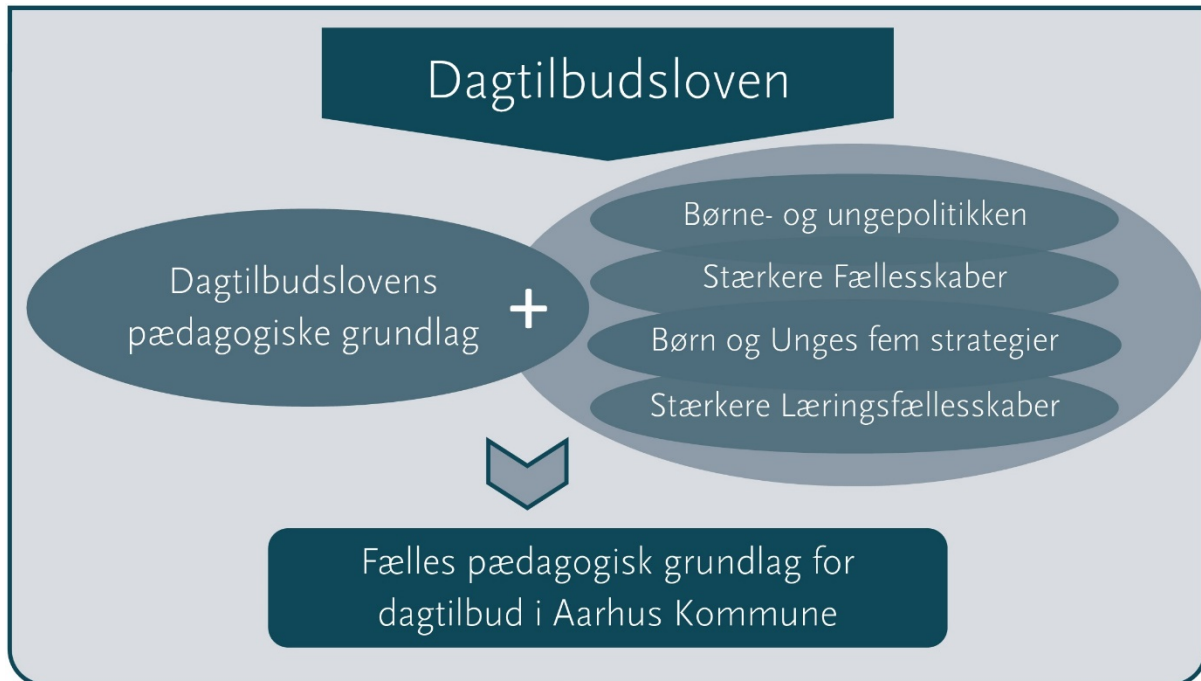 Dagtilbudsloven
Dagtilbudslovens
pædagogiske grundlag
+
Børne- og ungepolitikken
Stærkere Fællesskaber
Børn og Unges fem strategier
Stærkere Læringsfællesskaber
Fælles pædagogisk grundlag for
dagtilbud i Aarhus Kommune